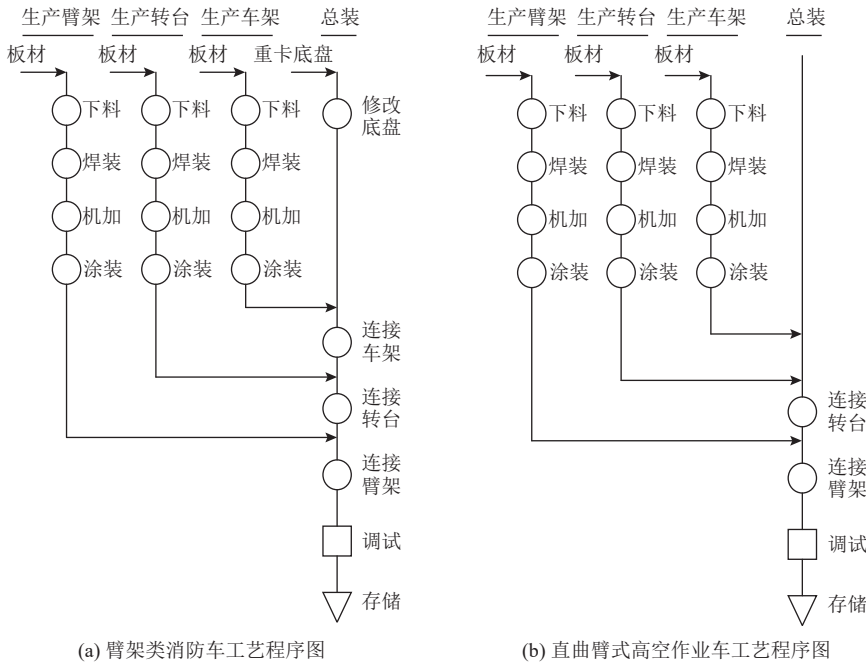 生产臂架 生产转台 生产车架 总装
板材 板材 板材 重卡底盘
下料 下料 下料 修改
底盘
焊装 焊装 焊装
机加 机加 机加
涂装 涂装 涂装
连接
车架
连接
转台
连接
臂架
调试
存储
(a) 臂架类消防车工艺程序图
生产臂架 生产转台 生产车架 总装
板材 板材 板材
下料 下料 下料
焊装 焊装 焊装
机加 机加 机加
涂装 涂装 涂装
连接
转台
连接
臂架
调试
存储
(b) 直曲臂式高空作业车工艺程序图